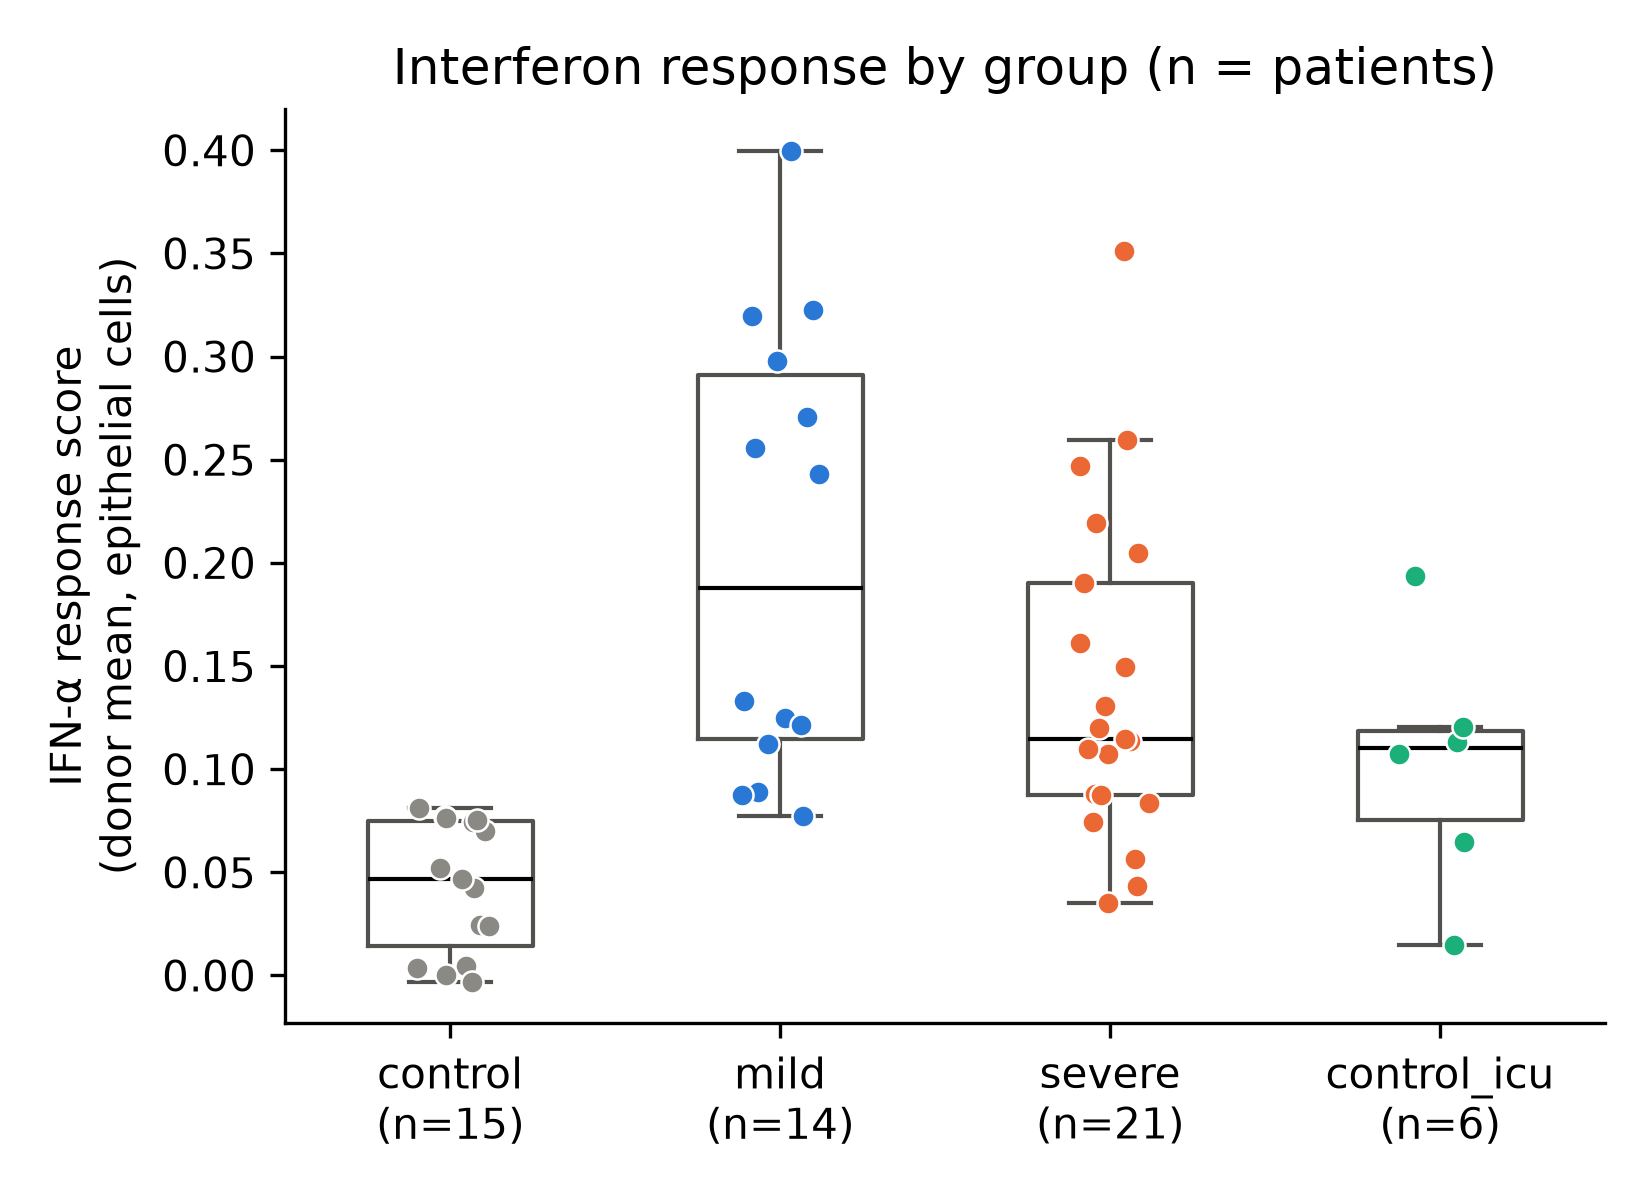 Interferon response by group (n = patients)
IFN-α response score
(donor mean, epithelial cells)
0.40
0.35
0.30
0.25
0.20
0.15
0.10
0.05
0.00
control
(n=15)
mild
(n=14)
severe
(n=21)
control_icu
(n=6)